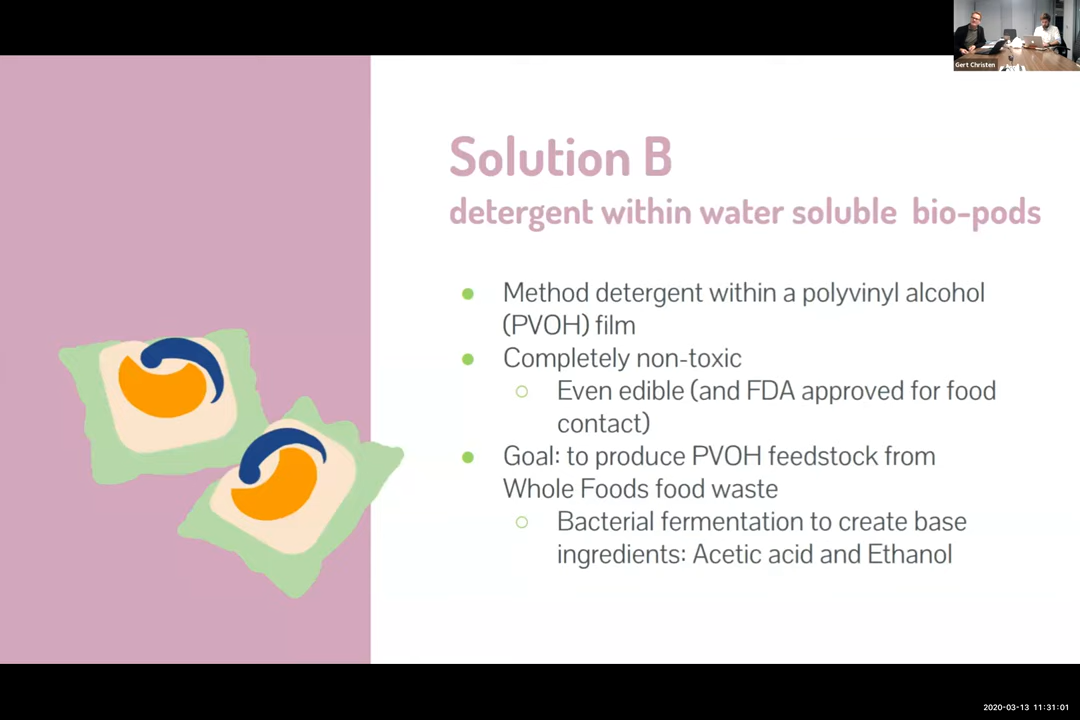 Gert Christen
Solution B
detergent within water soluble bio-pods
● Method detergent within a polyvinyl alcohol
(PVOH) film
● Completely non-toxic
○ Even edible (and FDA approved for food
contact)
● Goal: to produce PVOH feedstock from
Whole Foods food waste
○ Bacterial fermentation to create base
ingredients: Acetic acid and Ethanol
2020-03-13 11:31:01